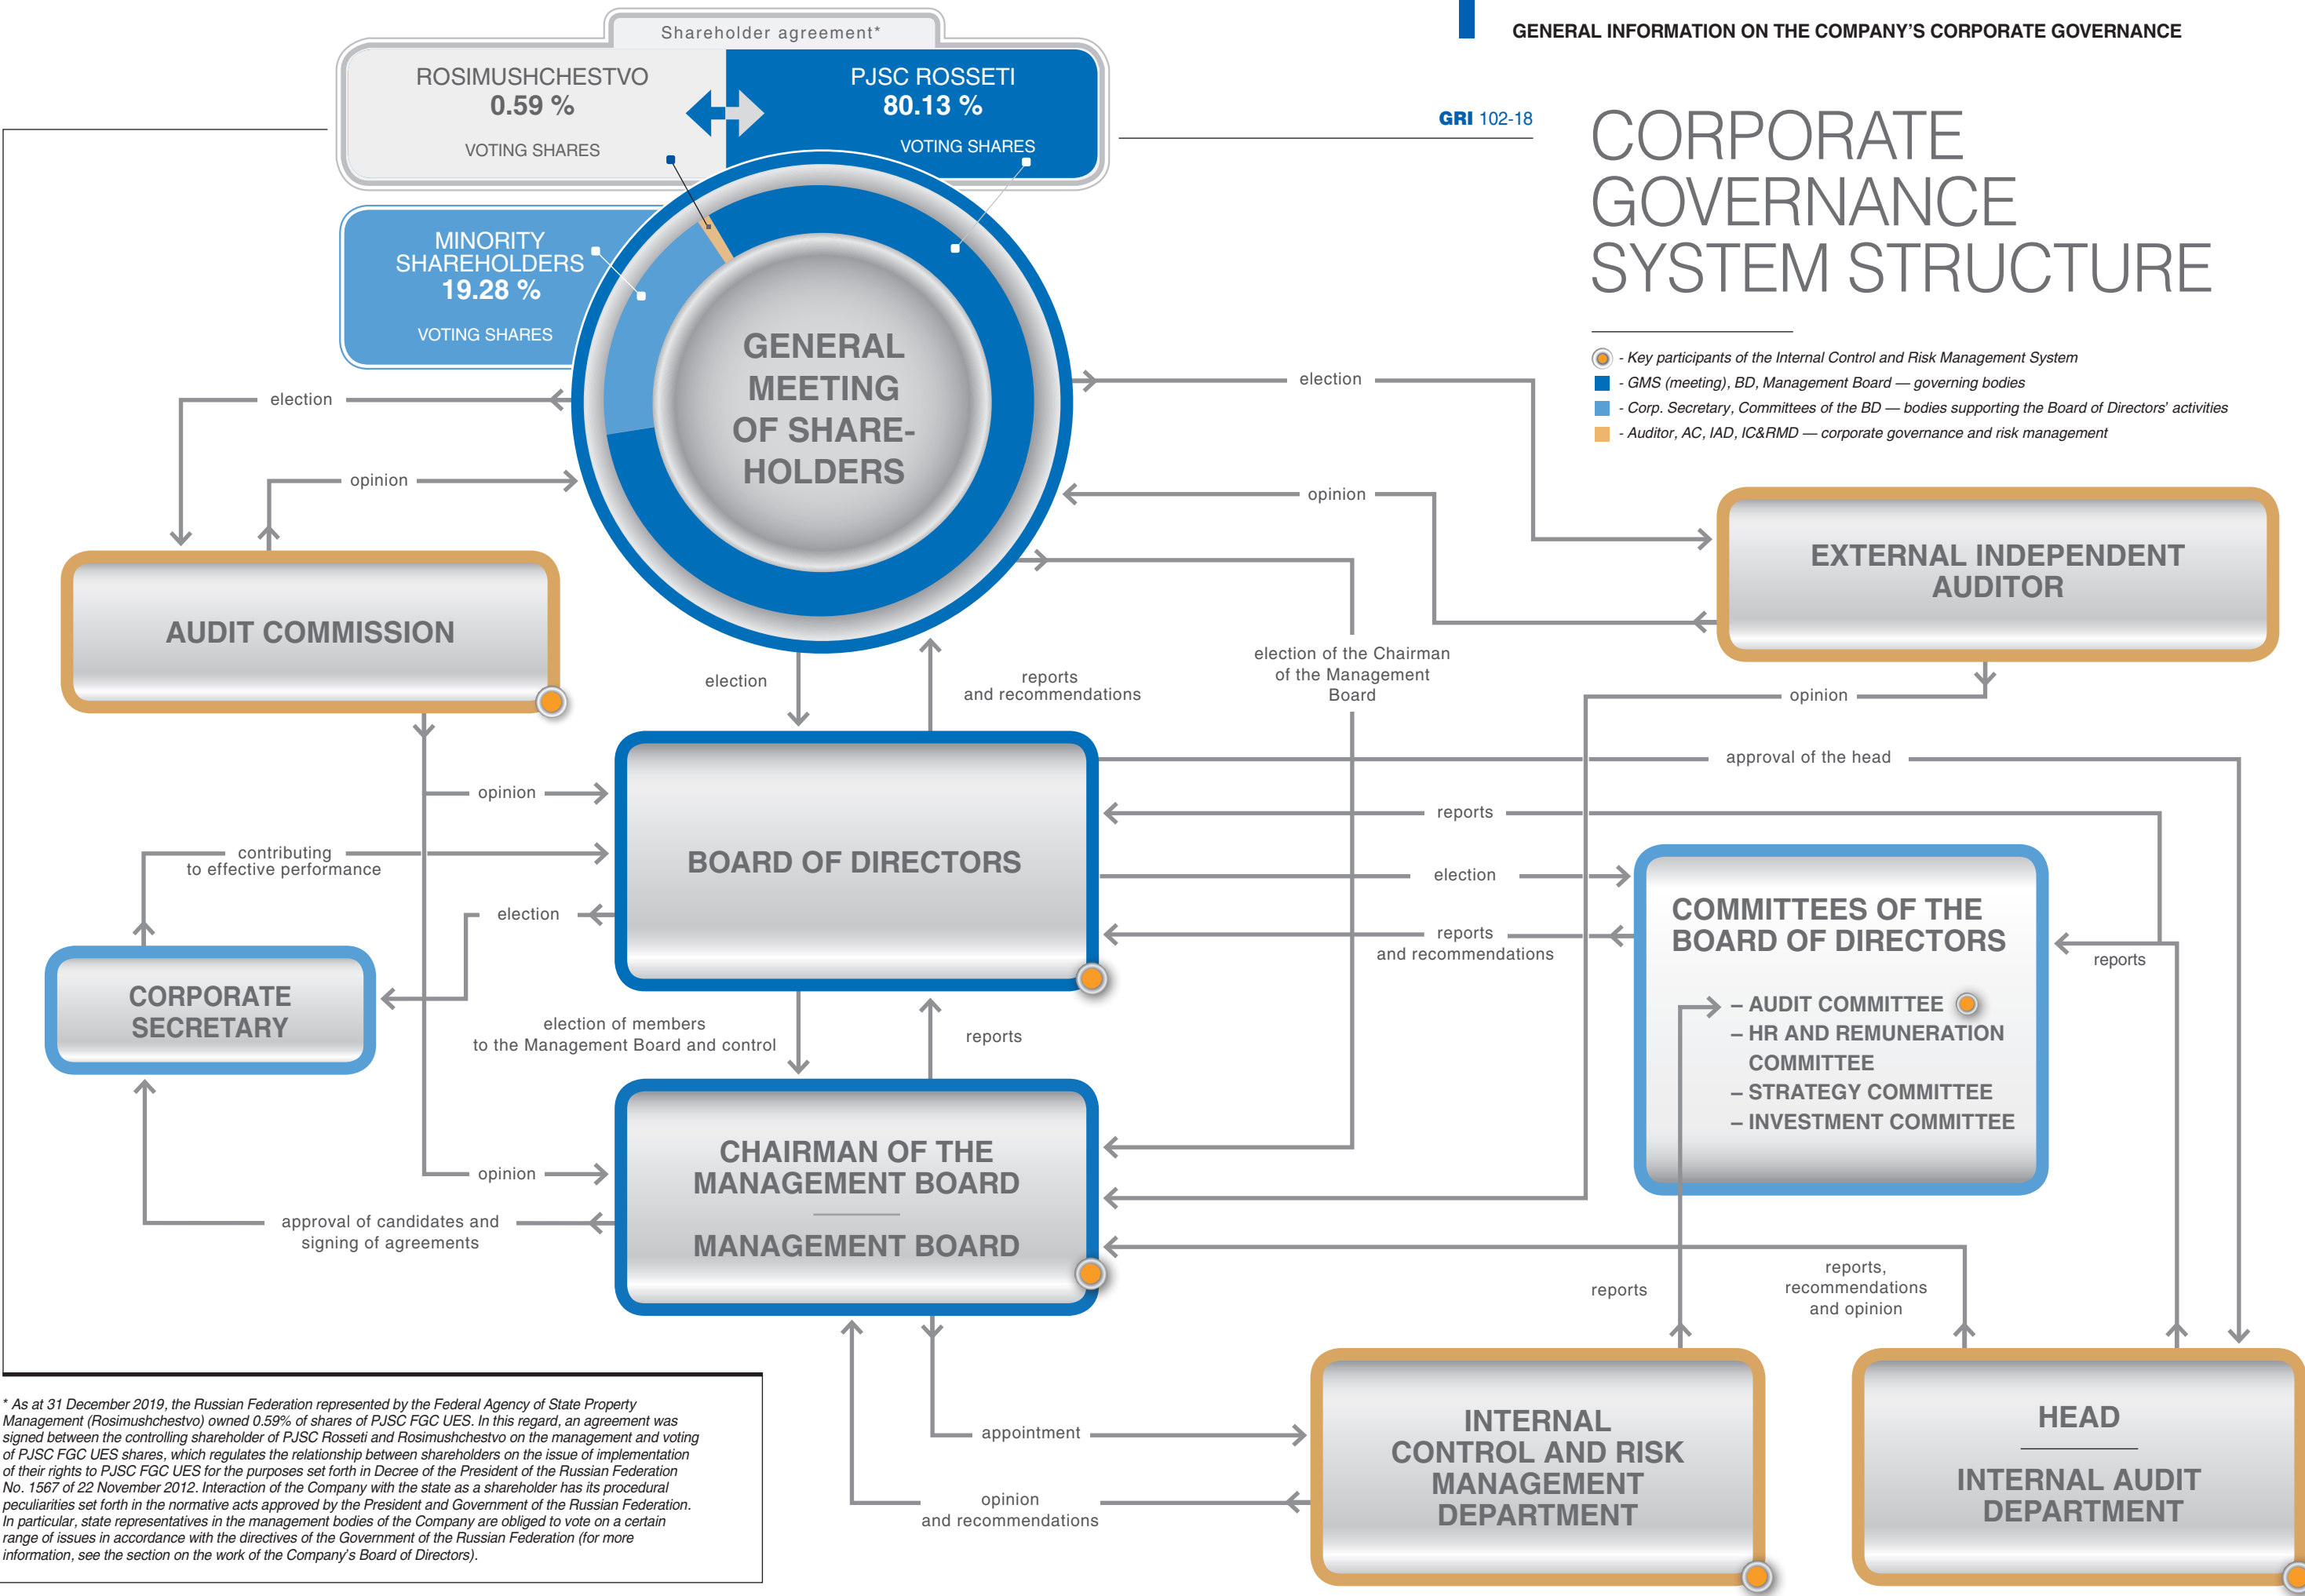 Shareholder agreement*
GENERAL INFORMATION ON THE COMPANY'S CORPORATE GOVERNANCE
ROSIMUSHCHESTVO
0.59 %
VOTING SHARES
PJSC ROSSETI
80.13 %
VOTING SHARES
GRI 102-18
CORPORATE
GOVERNANCE
SYSTEM STRUCTURE
MINORITY
SHAREHOLDERS
19.28 %
VOTING SHARES
GENERAL
MEETING
OF SHARE-
HOLDERS
- Key participants of the Internal Control and Risk Management System
- GMS (meeting), BD, Management Board — governing bodies
- Corp. Secretary, Committees of the BD — bodies supporting the Board of Directors' activities
- Auditor, AC, IAD, IC&RMD — corporate governance and risk management
election
election
opinion
opinion
EXTERNAL INDEPENDENT
AUDITOR
AUDIT COMMISSION
election
reports
and recommendations
election of the Chairman
of the Management
Board
opinion
approval of the head
opinion
reports
contributing
to effective performance
BOARD OF DIRECTORS
election
election
reports
and recommendations
COMMITTEES OF THE
BOARD OF DIRECTORS
reports
– AUDIT COMMITTEE
– HR AND REMUNERATION
COMMITTEE
– STRATEGY COMMITTEE
– INVESTMENT COMMITTEE
CORPORATE
SECRETARY
election of members
to the Management Board and control
reports
opinion
CHAIRMAN OF THE
MANAGEMENT BOARD
MANAGEMENT BOARD
approval of candidates and
signing of agreements
reports
reports,
recommendations
and opinion
appointment
opinion
and recommendations
INTERNAL
CONTROL AND RISK
MANAGEMENT
DEPARTMENT
HEAD
INTERNAL AUDIT
DEPARTMENT
* As at 31 December 2019, the Russian Federation represented by the Federal Agency of State Property
Management (Rosimushchestvo) owned 0.59% of shares of PJSC FGC UES. In this regard, an agreement was
signed between the controlling shareholder of PJSC Rosseti and Rosimushchestvo on the management and voting
of PJSC FGC UES shares, which regulates the relationship between shareholders on the issue of implementation
of their rights to PJSC FGC UES for the purposes set forth in Decree of the President of the Russian Federation
No. 1567 of 22 November 2012. Interaction of the Company with the state as a shareholder has its procedural
peculiarities set forth in the normative acts approved by the President and Government of the Russian Federation.
In particular, state representatives in the management bodies of the Company are obliged to vote on a certain
range of issues in accordance with the directives of the Government of the Russian Federation (for more
information, see the section on the work of the Company's Board of Directors).